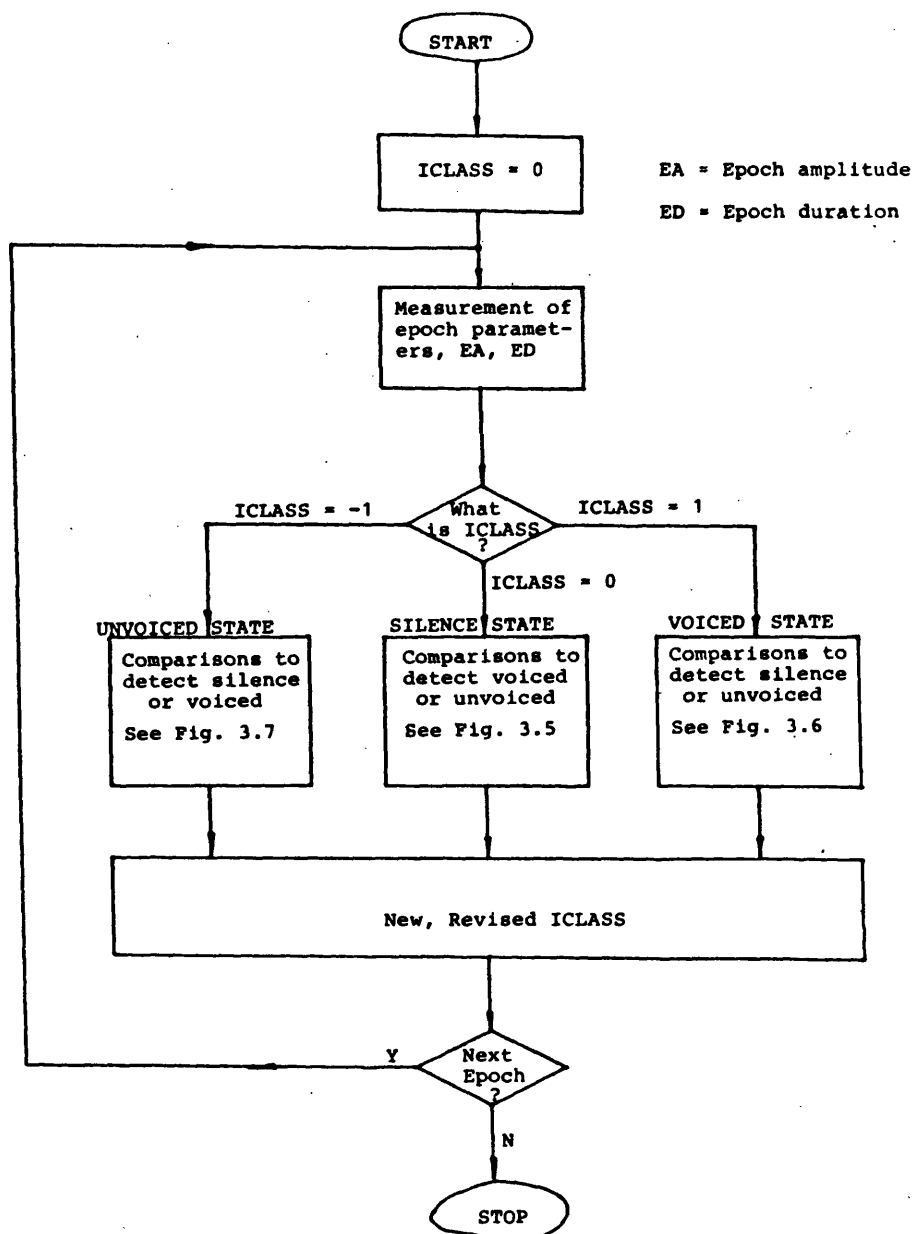 START
ICLASS = 0
EA = Epoch amplitude
ED = Epoch duration
Measurement of
epoch paramet-
ers, EA, ED
What
is ICLASS
?
ICLASS = -1
ICLASS = 1
ICLASS = 0
UNVOICED STATE
Comparisons to
detect silence
or voiced
See Fig. 3.7
SILENCE STATE
Comparisons to
detect voiced
or unvoiced
See Fig. 3.5
VOICED STATE
Comparisons to
detect silence
or unvoiced
See Fig. 3.6
New, Revised ICLASS
Next
Epoch
?
Y
N
STOP